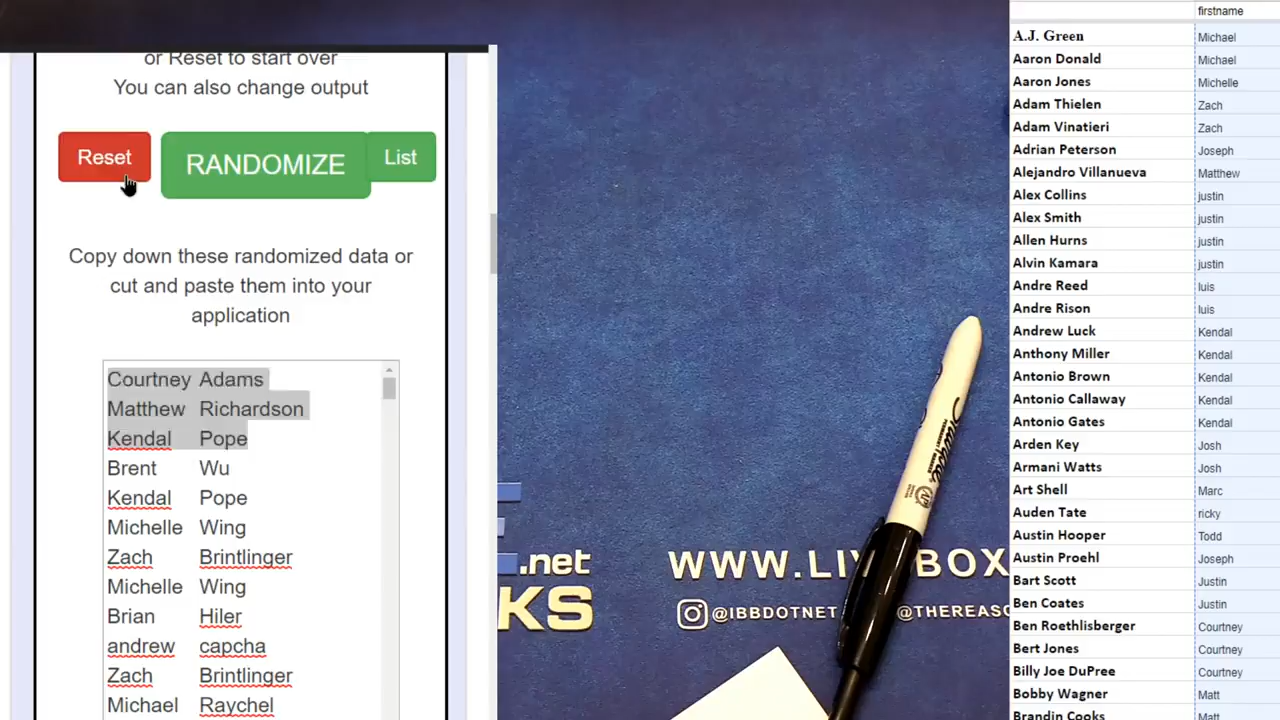 or Reset to start over
You can also change output
Reset
RANDOMIZE
List
Copy down these randomized data or
cut and paste them into your
application
Courtney Adams
Matthew Richardson
Kendal Pope
Brent Wu
Kendal Pope
Michelle Wing
Zach Brintlinger
Michelle Wing
Brian Hiler
andrew capcha
Zach Brintlinger
Michael Raychel
.net
KS
WWW.LI BOX
@IBBDOTNET
@THEREASO
firstname
A.J. Green Michael
Aaron Donald Michael
Aaron Jones Michelle
Adam Thielen Zach
Adam Vinatieri Zach
Adrian Peterson Joseph
Alejandro Villanueva Matthew
Alex Collins justin
Alex Smith justin
Allen Hurns justin
Alvin Kamara justin
Andre Reed luis
Andre Rison luis
Andrew Luck Kendal
Anthony Miller Kendal
Antonio Brown Kendal
Antonio Callaway Kendal
Antonio Gates Kendal
Arden Key Josh
Armani Watts Josh
Art Shell Marc
Auden Tate ricky
Austin Hooper Todd
Austin Proehl Joseph
Bart Scott Justin
Ben Coates Justin
Ben Roethlisberger Courtney
Bert Jones Courtney
Billy Joe DuPree Courtney
Bobby Wagner Matt
Brandin Cooks Matt